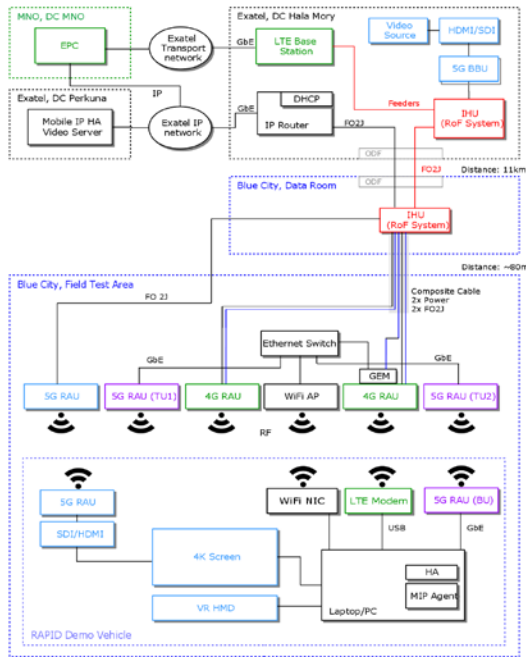 MNO, DC MNO
EPC
Exatel
Transport
network
GbE
Exatel, DC Hala Mory
LTE Base
Station
Video
Source
HDMI/SDI
5G BBU
Feeders
IHU
(RoF System)
Exatel, DC Perkuna
Mobile IP HA
Video Server
IP
Exatel IP
network
GbE
DHCP
IP Router
FO2J
ODF
FO2J
Distance: 11km
ODF
Blue City, Data Room
IHU
(RoF System)
Distance: ~80m
Blue City, Field Test Area
FO 2J
Composite Cable
2x Power
2x FO2J
Ethernet Switch
GbE
GEM
GbE
5G RAU
5G RAU (TU1)
4G RAU
WiFi AP
4G RAU
5G RAU (TU2)
RF
5G RAU
WiFi NIC
LTE Modem
5G RAU (BU)
SDI/HDMI
USB
GbE
4K Screen
HA
MIP Agent
VR HMD
Laptop/PC
RAPID Demo Vehicle